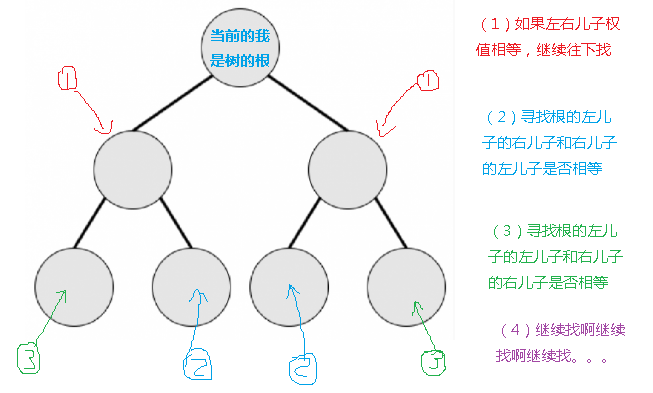 当前的我
是树的根
(1)如果左右儿子权
值相等，继续往下找
1
1
(2)寻找根的左儿
子的右儿子和右儿子
的左儿子是否相等
(3)寻找根的左儿
子的左儿子和右儿子
的右儿子是否相等
(4)继续找啊继续
找啊继续找。。。
3
2
2
3